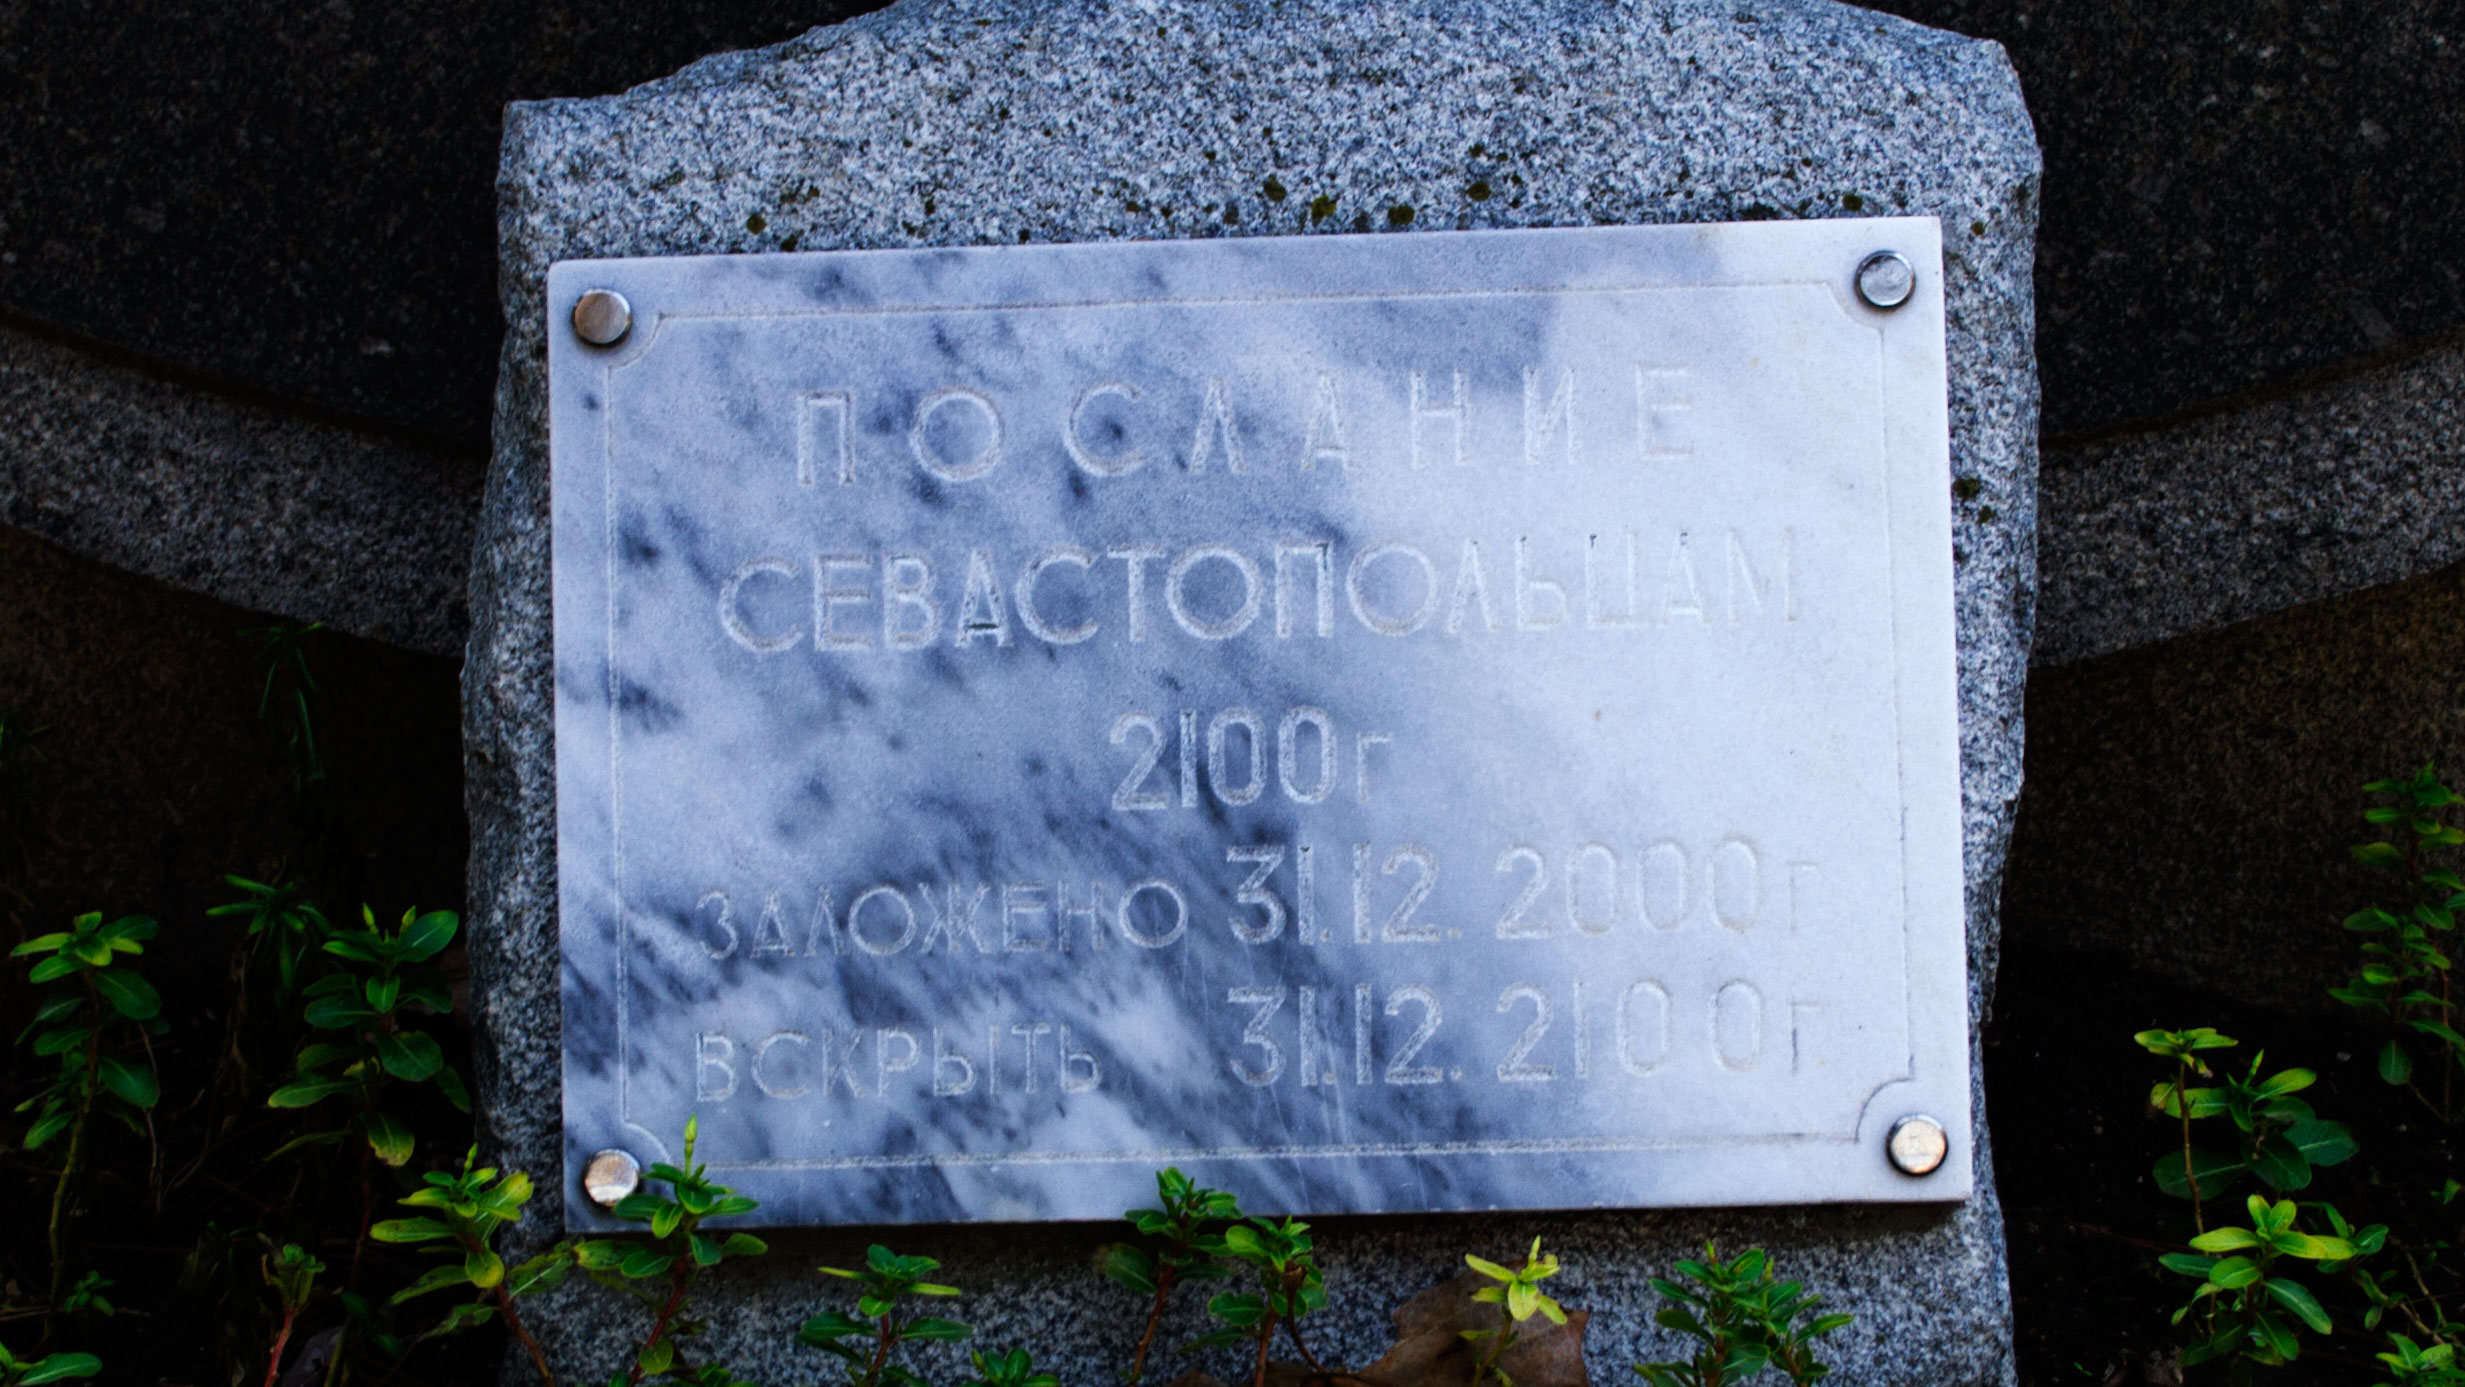 ПОСЛАНИЕ
СЕВАСТОПОЛЬЦАМ
2100г
ЗАЛОЖЕНО 31.12.2000г
ВСКРЫТЬ 31.12.2100г